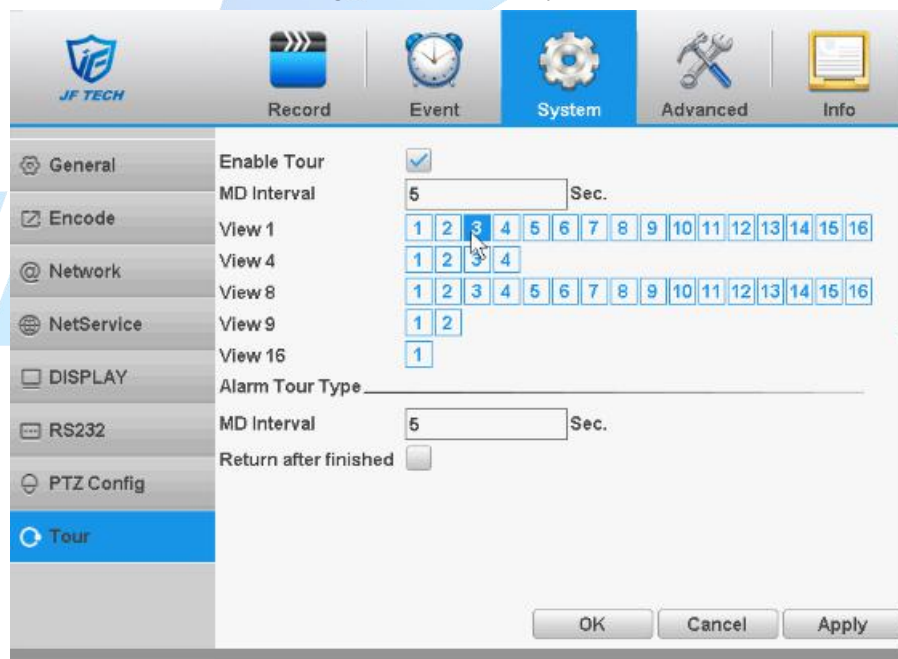 JF TECH
Record Event System Advanced Info
General
Encode
Network
NetService
DISPLAY
RS232
PTZ Config
Tour
Enable Tour
MD Interval 5 Sec.
View 1 1 2 3 4 5 6 7 8 9 10 11 12 13 14 15 16
View 4 1 2 3 4
View 8 1 2 3 4 5 6 7 8 9 10 11 12 13 14 15 16
View 9 1 2
View 16 1
Alarm Tour Type
MD Interval 5 Sec.
Return after finished
OK Cancel Apply